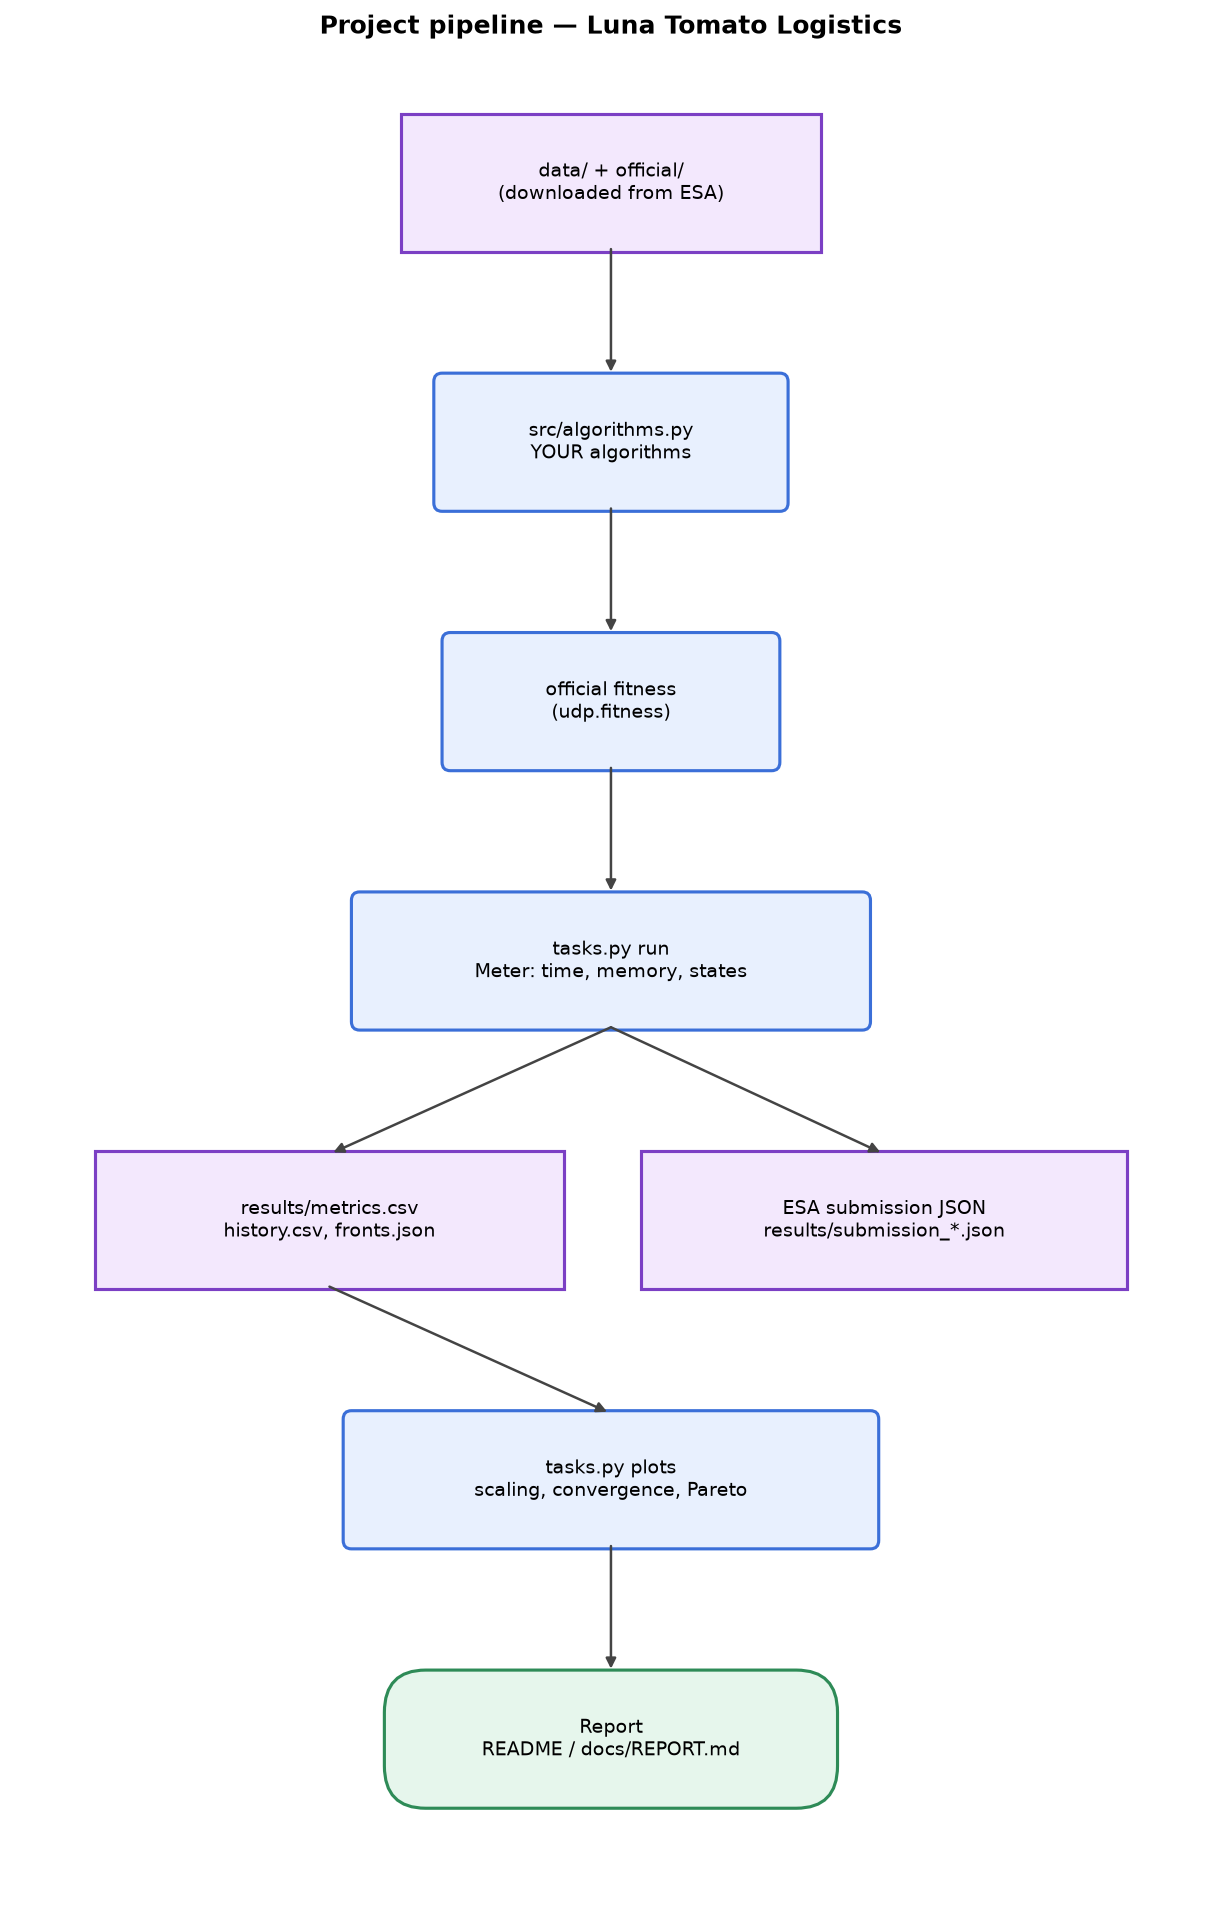 Project pipeline — Luna Tomato Logistics
data/ + official/
(downloaded from ESA)
src/algorithms.py
YOUR algorithms
official fitness
(udp.fitness)
tasks.py run
Meter: time, memory, states
results/metrics.csv
history.csv, fronts.json
ESA submission JSON
results/submission_*.json
tasks.py plots
scaling, convergence, Pareto
Report
README / docs/REPORT.md